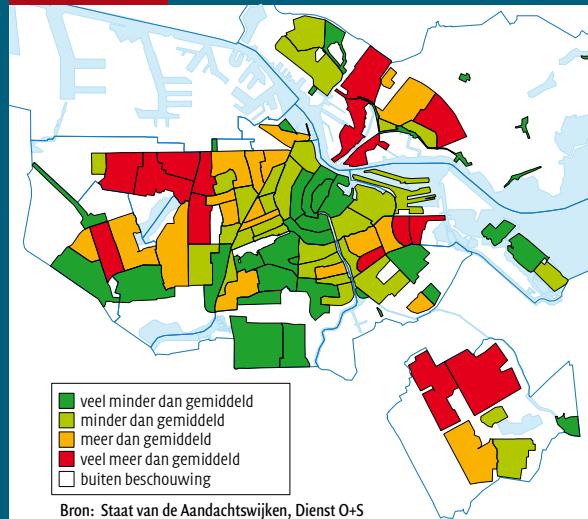 veel minder dan gemiddeld
minder dan gemiddeld
meer dan gemiddeld
veel meer dan gemiddeld
buiten beschouwing
Bron: Staat van de Aandachtswijken, Dienst O+S